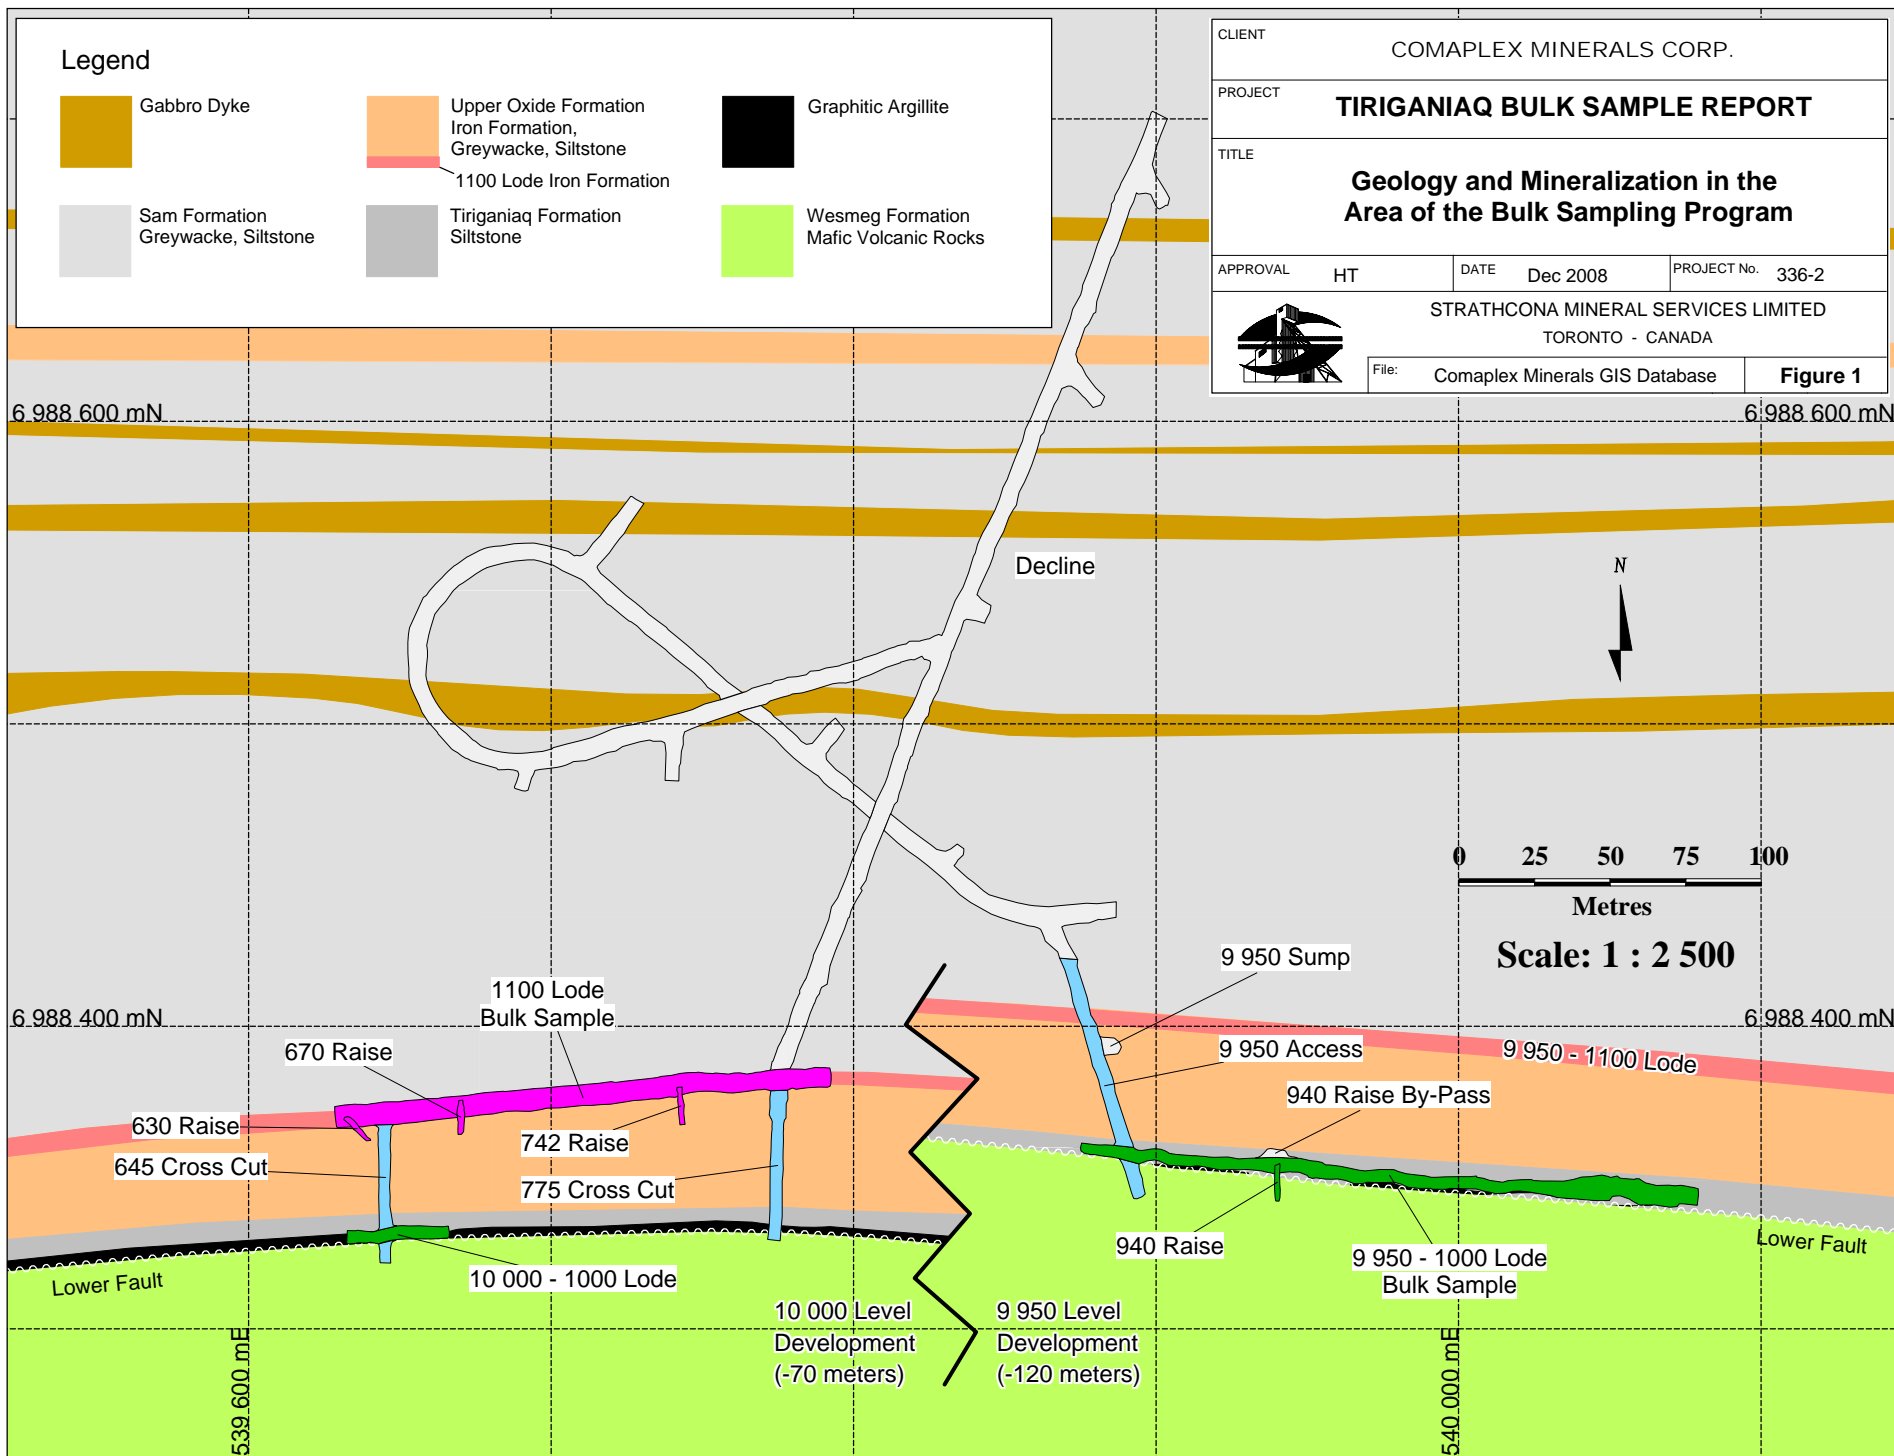 Legend
Gabbro Dyke
Upper Oxide Formation
Iron Formation,
Greywacke, Siltstone
1100 Lode Iron Formation
Graphitic Argillite
Sam Formation
Greywacke, Siltstone
Tiriganiaq Formation
Siltstone
Wesmeg Formation
Mafic Volcanic Rocks
CLIENT
COMAPLEX MINERALS CORP.
PROJECT
TIRIGANIAQ BULK SAMPLE REPORT
TITLE
Geology and Mineralization in the
Area of the Bulk Sampling Program
APPROVAL HT
DATE Dec 2008
PROJECT No. 336-2
STRATHCONA MINERAL SERVICES LIMITED
TORONTO - CANADA
File: Comaplex Minerals GIS Database
Figure 1
6 988 600 mN
6 988 600 mN
Decline
N
0 25 50 75 100
Metres
Scale: 1 : 2 500
9 950 Sump
1100 Lode
Bulk Sample
6 988 400 mN
6 988 400 mN
670 Raise
9 950 Access
9 950 - 1100 Lode
940 Raise By-Pass
630 Raise
742 Raise
645 Cross Cut
775 Cross Cut
940 Raise
9 950 - 1000 Lode
Bulk Sample
Lower Fault
Lower Fault
10 000 - 1000 Lode
10 000 Level
Development
(-70 meters)
9 950 Level
Development
(-120 meters)
539 600 mE
540 000 mE